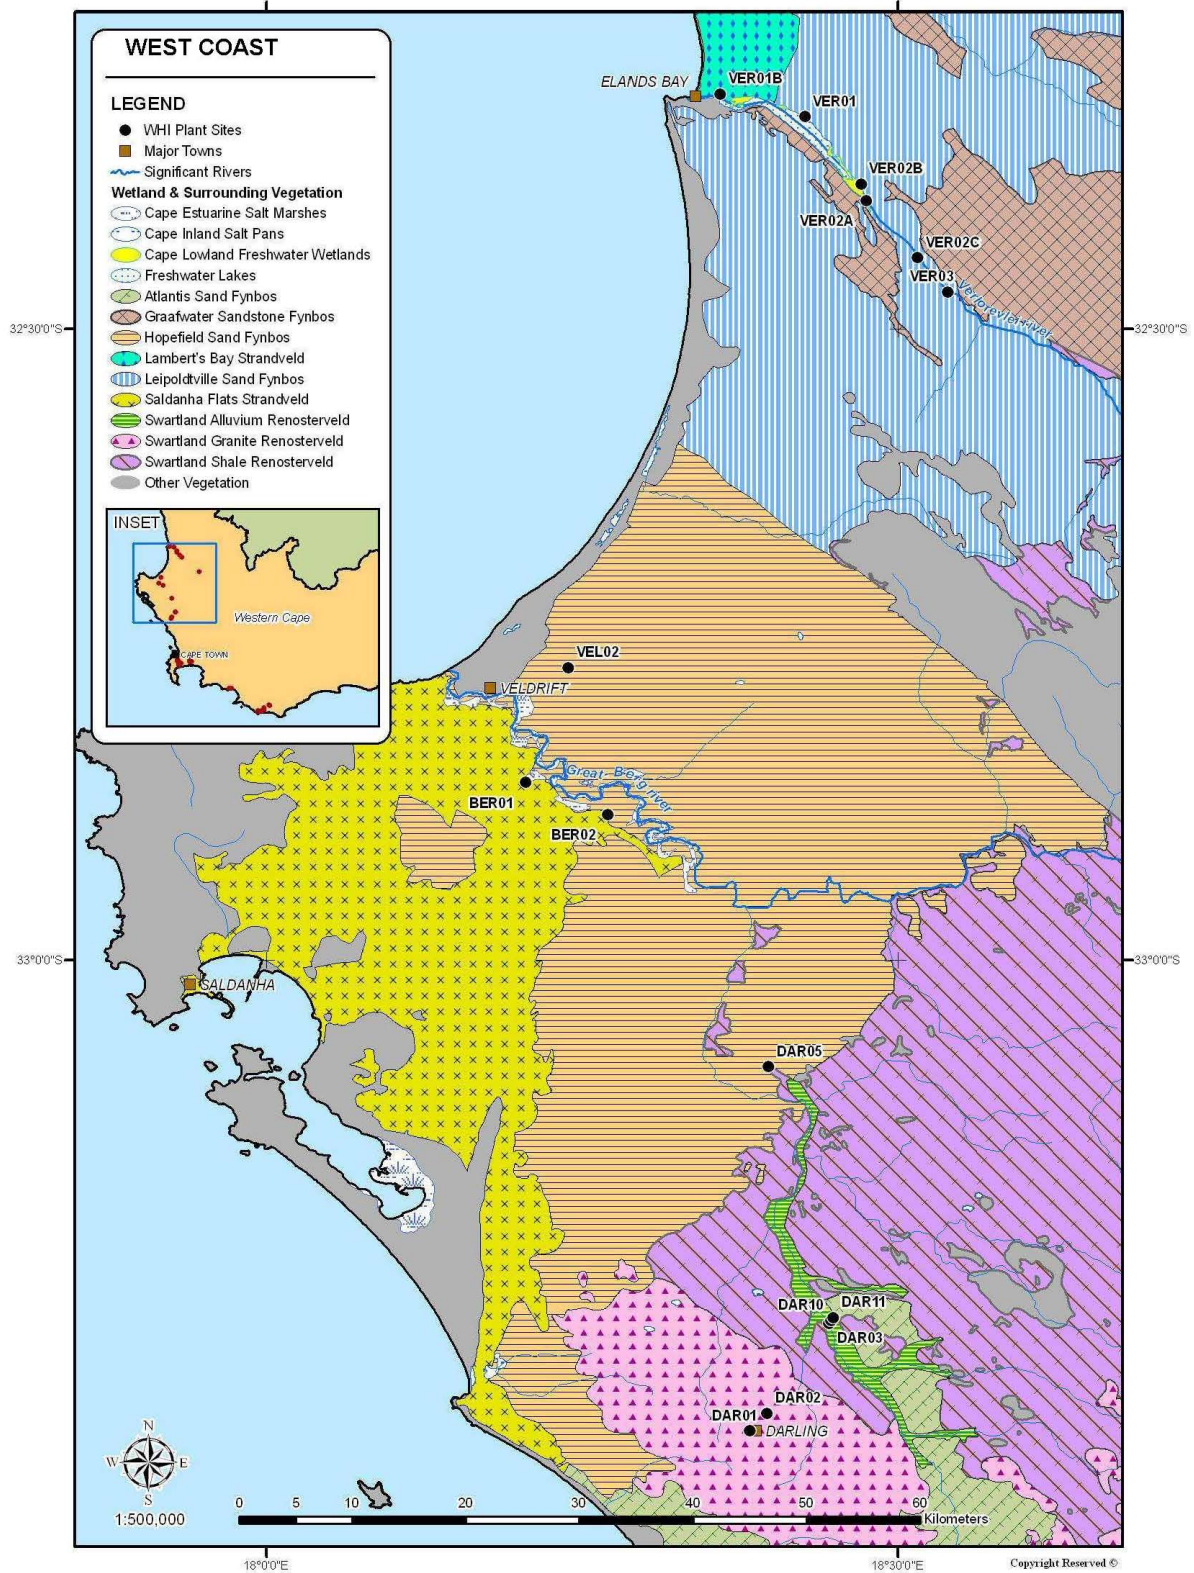 WEST COAST
LEGEND
WHI Plant Sites
Major Towns
Significant Rivers
Wetland & Surrounding Vegetation
Cape Estuarine Salt Marshes
Cape Inland Salt Pans
Cape Lowland Freshwater Wetlands
Freshwater Lakes
Atlantis Sand Fynbos
Graafwater Sandstone Fynbos
Hopefield Sand Fynbos
Lambert's Bay Strandveld
Leipoldtville Sand Fynbos
Saldanha Flats Strandveld
Swartland Alluvium Renosterveld
Swartland Granite Renosterveld
Swartland Shale Renosterveld
Other Vegetation
INSET
Western Cape
CAPE TOWN
ELANDS BAY
VER01B
VER01
VER02B
VER02A
VER02C
VER03
Verlorevlei river
32°30'0"S
32°30'0"S
VEL02
VELDRIFT
Great- Berg river
BER01
BER02
33°0'0"S
33°0'0"S
SALDANHA
DAR05
DAR10
DAR11
DAR03
DAR02
DAR01
DARLING
N
W
E
S
1:500,000
0 5 10 20 30 40 50 60
Kilometers
18°0'0"E
18°30'0"E
Copyright Reserved ©